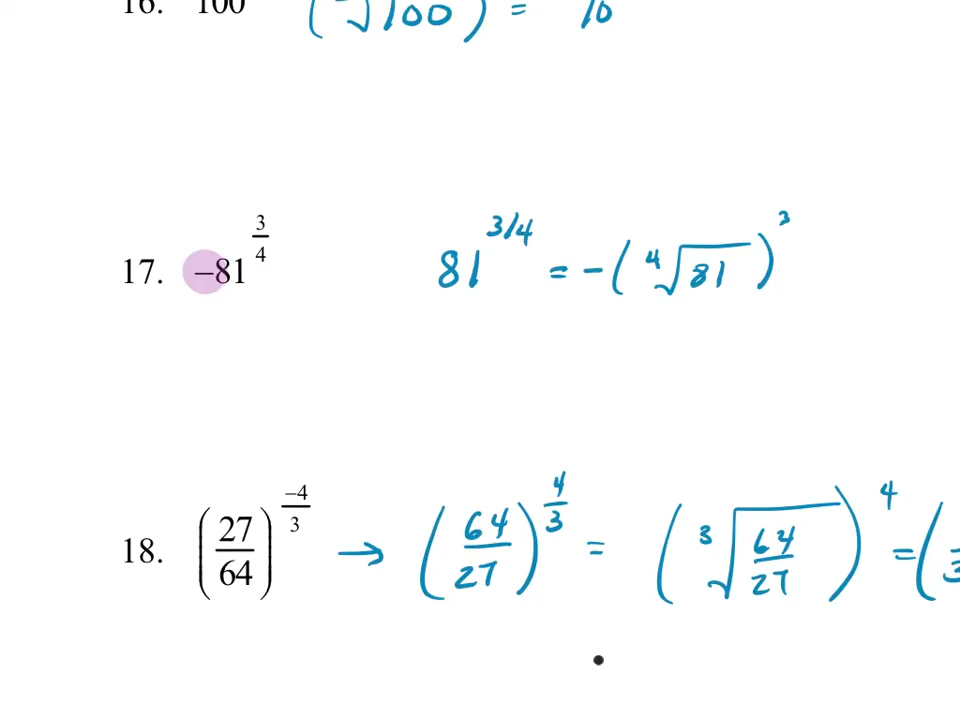 16. 100 (√100) = 10
17. –81^(3/4) 81^(3/4) = -(⁴√81)³
18. (27/64)^(–4/3) → (64/27)^(4/3) = (³√(64/27))⁴ = (